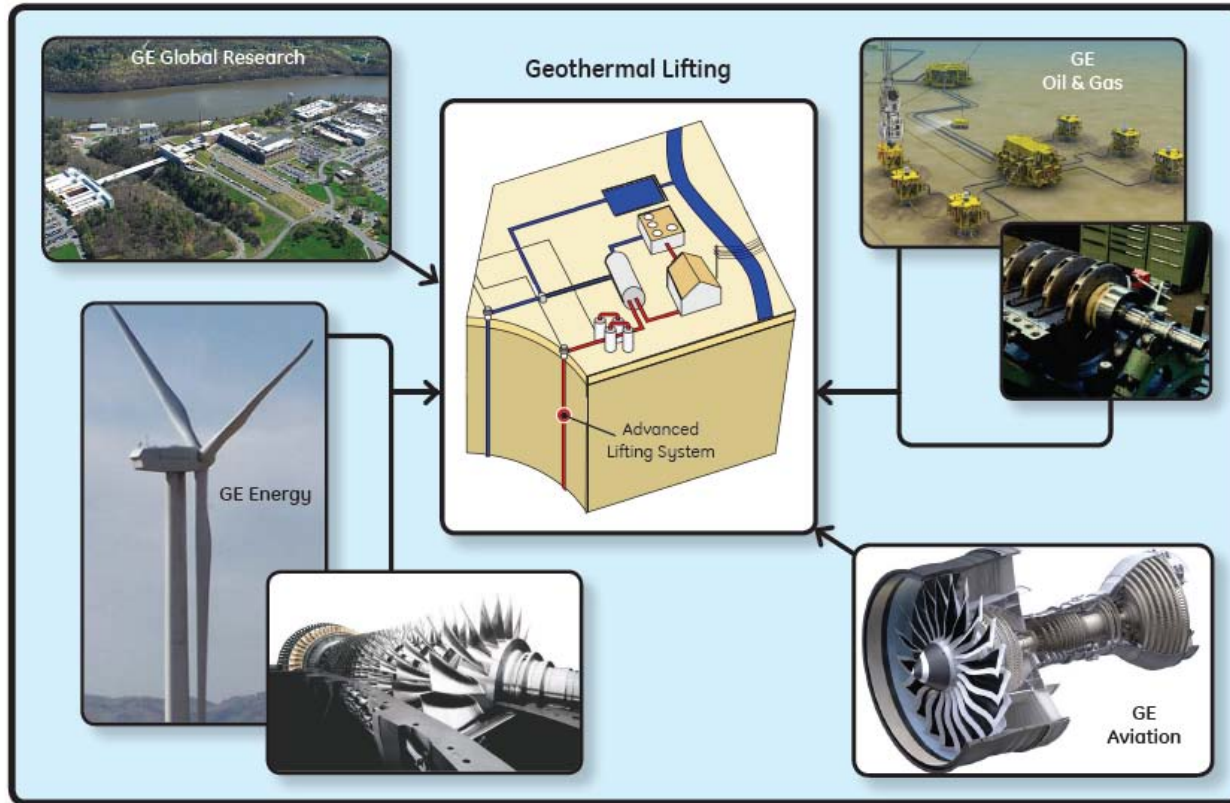 GE Global Research
Geothermal Lifting
GE
Oil & Gas
Advanced
Lifting System
GE Energy
GE
Aviation